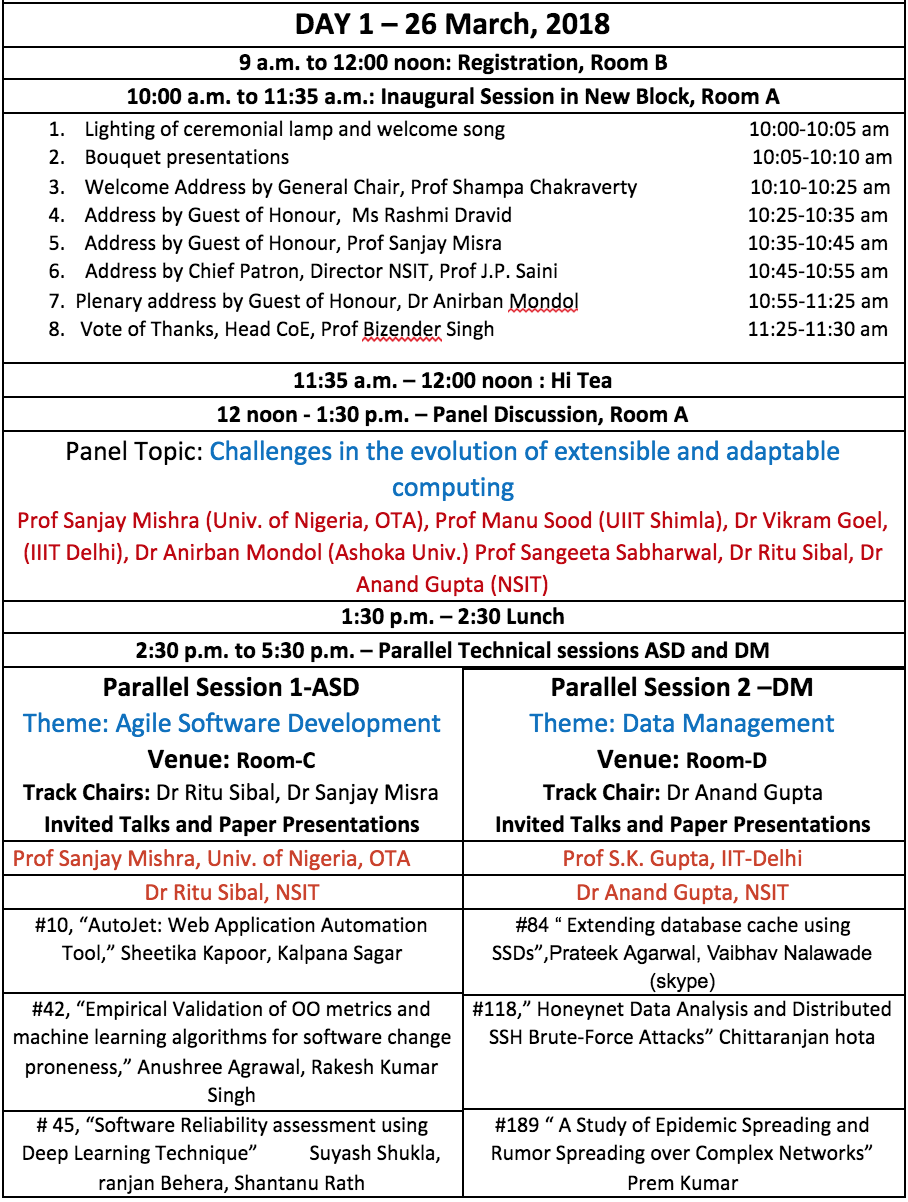 DAY 1 – 26 March, 2018
9 a.m. to 12:00 noon: Registration, Room B
10:00 a.m. to 11:35 a.m.: Inaugural Session in New Block, Room A
1. Lighting of ceremonial lamp and welcome song 10:00-10:05 am
2. Bouquet presentations 10:05-10:10 am
3. Welcome Address by General Chair, Prof Shampa Chakraverty 10:10-10:25 am
4. Address by Guest of Honour, Ms Rashmi Dravid 10:25-10:35 am
5. Address by Guest of Honour, Prof Sanjay Misra 10:35-10:45 am
6. Address by Chief Patron, Director NSIT, Prof J.P. Saini 10:45-10:55 am
7. Plenary address by Guest of Honour, Dr Anirban Mondol 10:55-11:25 am
8. Vote of Thanks, Head CoE, Prof Bizender Singh 11:25-11:30 am
11:35 a.m. – 12:00 noon : Hi Tea
12 noon - 1:30 p.m. – Panel Discussion, Room A
Panel Topic: Challenges in the evolution of extensible and adaptable
computing
Prof Sanjay Mishra (Univ. of Nigeria, OTA), Prof Manu Sood (UIIT Shimla), Dr Vikram Goel,
(IIIT Delhi), Dr Anirban Mondol (Ashoka Univ.) Prof Sangeeta Sabharwal, Dr Ritu Sibal, Dr
Anand Gupta (NSIT)
1:30 p.m. – 2:30 Lunch
2:30 p.m. to 5:30 p.m. – Parallel Technical sessions ASD and DM
Parallel Session 1-ASD
Theme: Agile Software Development
Venue: Room-C
Track Chairs: Dr Ritu Sibal, Dr Sanjay Misra
Invited Talks and Paper Presentations
Prof Sanjay Mishra, Univ. of Nigeria, OTA
Dr Ritu Sibal, NSIT
#10, “AutoJet: Web Application Automation
Tool,” Sheetika Kapoor, Kalpana Sagar
#42, “Empirical Validation of OO metrics and
machine learning algorithms for software change
proneness,” Anushree Agrawal, Rakesh Kumar
Singh
# 45, “Software Reliability assessment using
Deep Learning Technique” Suyash Shukla,
ranjan Behera, Shantanu Rath
Parallel Session 2 –DM
Theme: Data Management
Venue: Room-D
Track Chair: Dr Anand Gupta
Invited Talks and Paper Presentations
Prof S.K. Gupta, IIT-Delhi
Dr Anand Gupta, NSIT
#84 “ Extending database cache using
SSDs”,Prateek Agarwal, Vaibhav Nalawade
(skype)
#118,” Honeynet Data Analysis and Distributed
SSH Brute-Force Attacks” Chittaranjan hota
#189 “ A Study of Epidemic Spreading and
Rumor Spreading over Complex Networks”
Prem Kumar